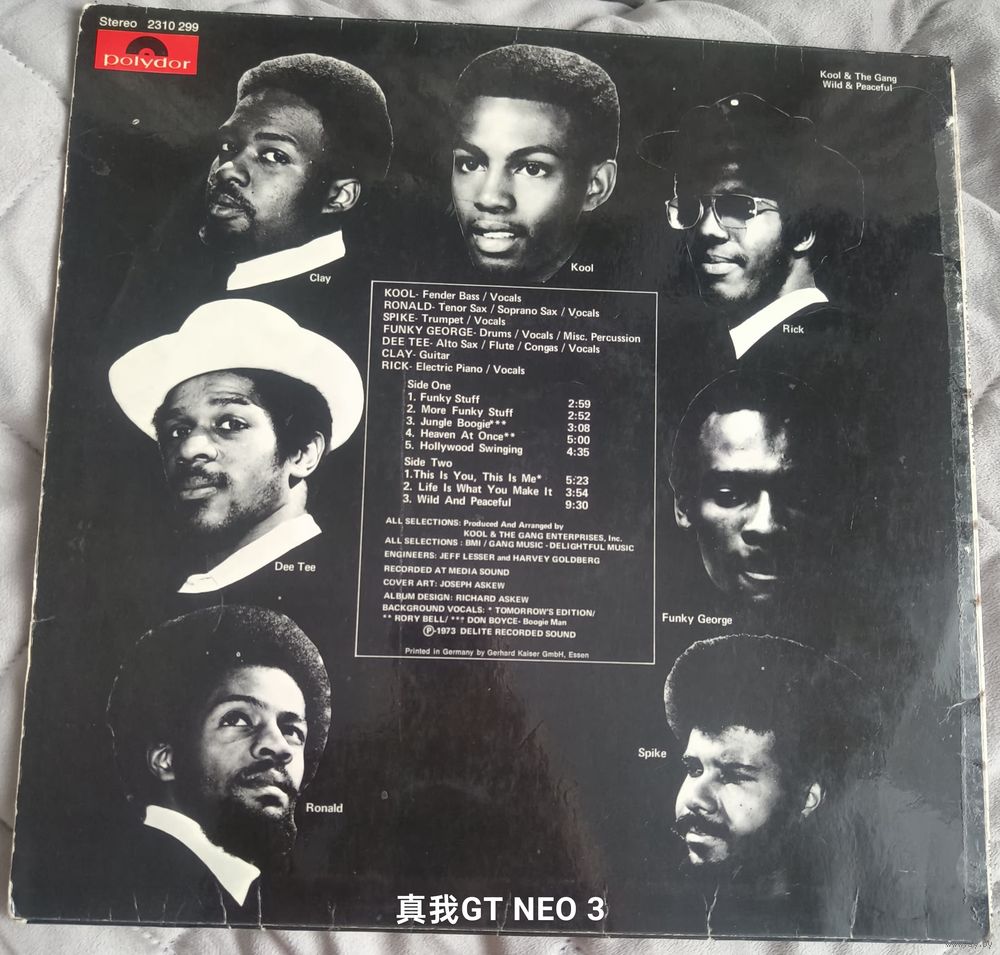 Stereo 2310 299
polydor
Kool & The Gang
Wild & Peaceful
Clay
Kool
Rick
KOOL- Fender Bass / Vocals
RONALD- Tenor Sax / Soprano Sax / Vocals
SPIKE- Trumpet / Vocals
FUNKY GEORGE- Drums / Vocals / Misc. Percussion
DEE TEE- Alto Sax / Flute / Congas / Vocals
CLAY- Guitar
RICK- Electric Piano / Vocals
Side One
1. Funky Stuff 2:59
2. More Funky Stuff 2:52
3. Jungle Boogie*** 3:08
4. Heaven At Once** 5:00
5. Hollywood Swinging 4:35
Side Two
1.This Is You, This Is Me* 5:23
2. Life Is What You Make It 3:54
3. Wild And Peaceful 9:30
ALL SELECTIONS: Produced And Arranged by
KOOL & THE GANG ENTERPRISES, Inc.
ALL SELECTIONS : BMI / GANG MUSIC - DELIGHTFUL MUSIC
ENGINEERS: JEFF LESSER and HARVEY GOLDBERG
RECORDED AT MEDIA SOUND
COVER ART: JOSEPH ASKEW
ALBUM DESIGN: RICHARD ASKEW
BACKGROUND VOCALS: * TOMORROW'S EDITION/
** RORY BELL/ *** DON BOYCE- Boogie Man
℗-1973 DELITE RECORDED SOUND
Printed in Germany by Gerhard Kaiser GmbH, Essen
Dee Tee
Funky George
Ronald
Spike
真我GT NEO 3